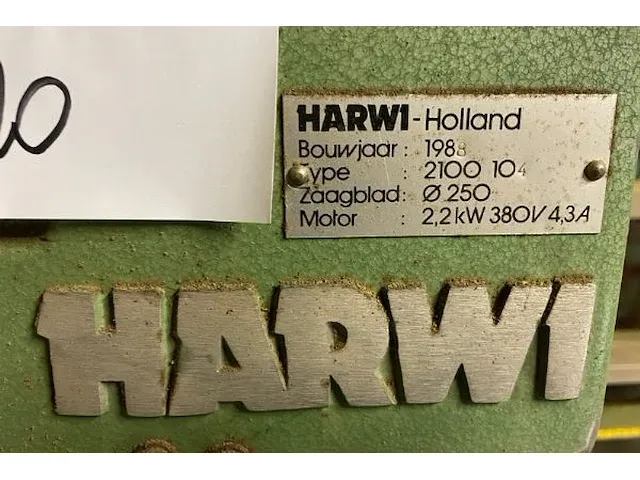 HARWI-Holland
Bouwjaar : 1988
Type : 2100 104
Zaagblad: Ø 250
Motor : 2,2 kW 380V 4,3A
HARWI